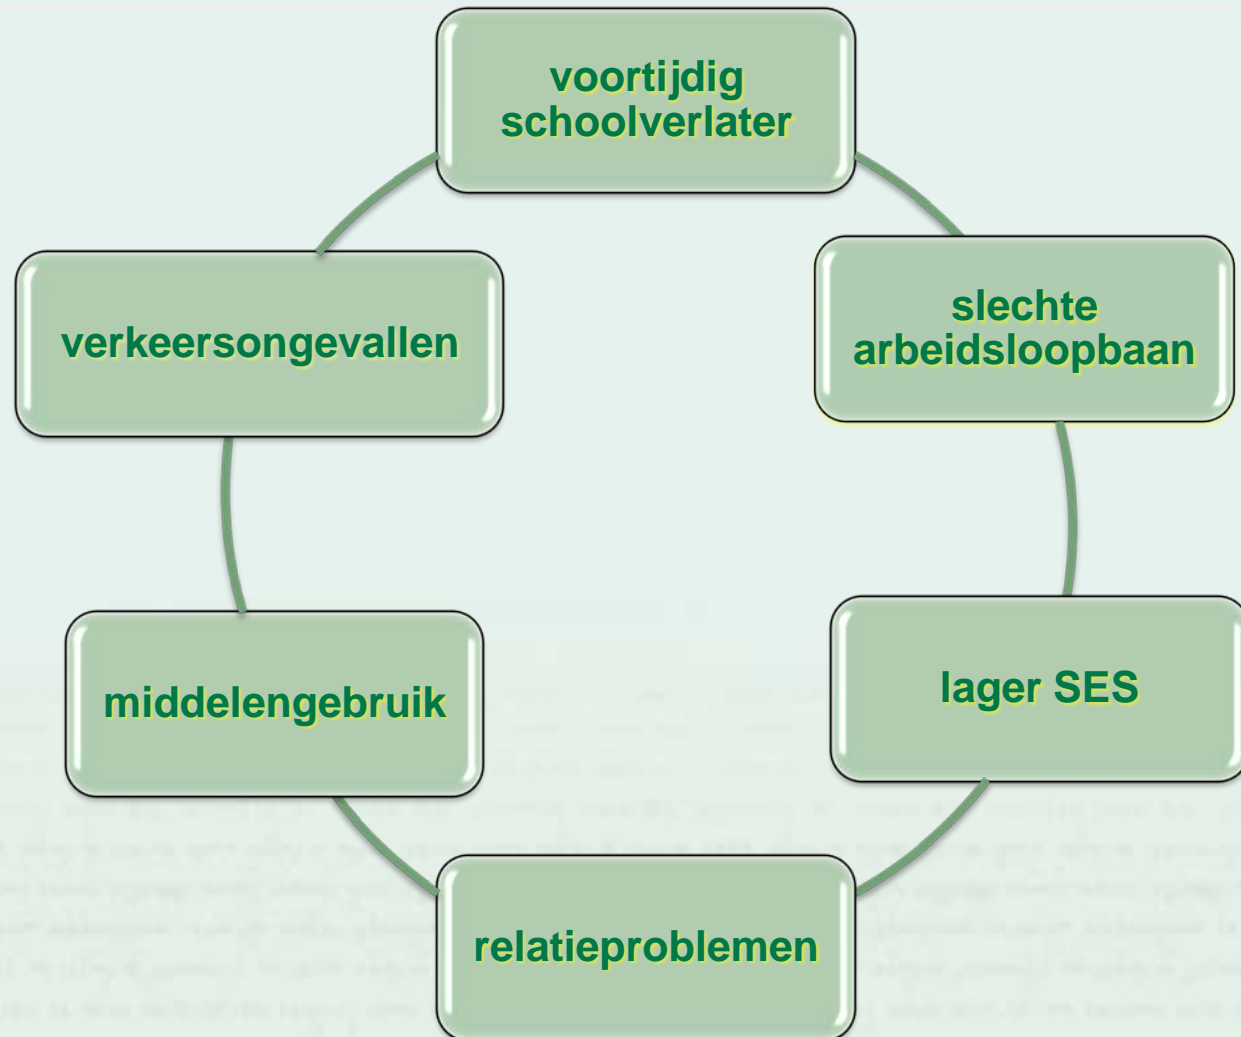 voortijdig
schoolverlater
slechte
arbeidsloopbaan
lager SES
relatieproblemen
middelengebruik
verkeersongevallen